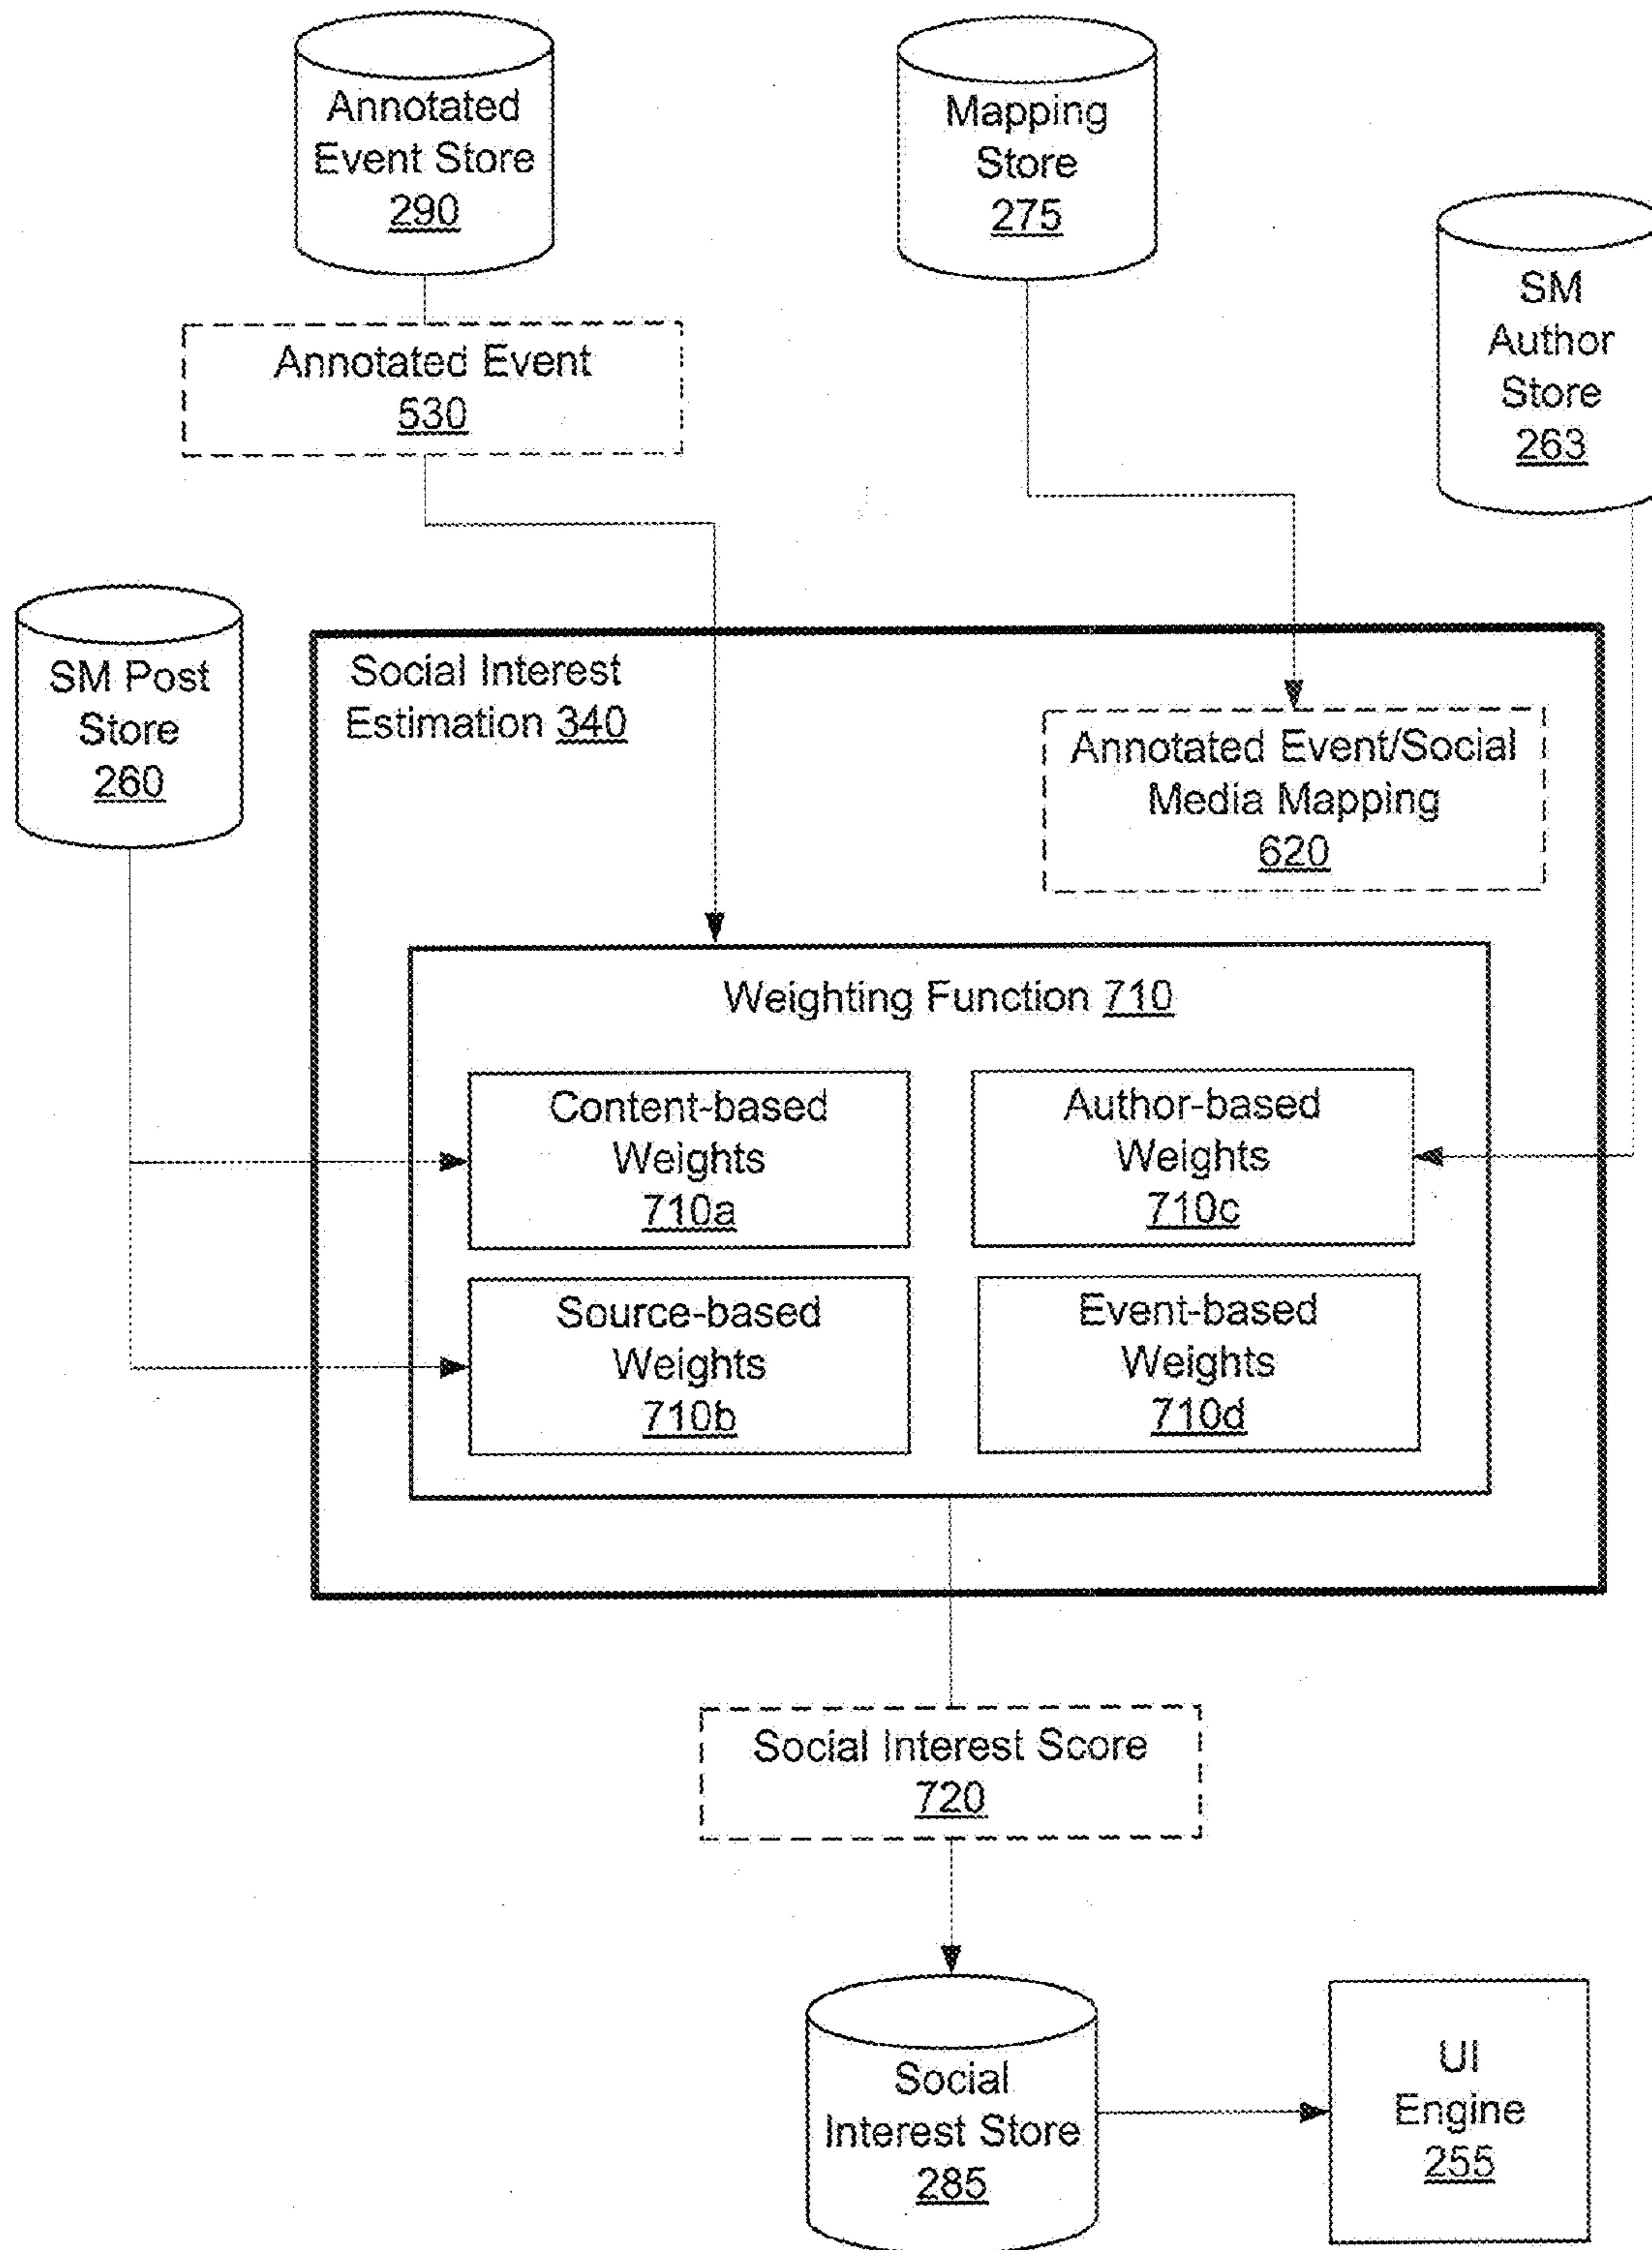 Annotated
Event Store
290
Mapping
Store
275
SM
Author
Store
263
Annotated Event
530
SM Post
Store
260
Social Interest
Estimation 340
Annotated Event/Social
Media Mapping
620
Weighting Function 710
Content-based
Weights
710a
Author-based
Weights
710c
Source-based
Weights
710b
Event-based
Weights
710d
Social Interest Score
720
Social
Interest Store
285
UI
Engine
255